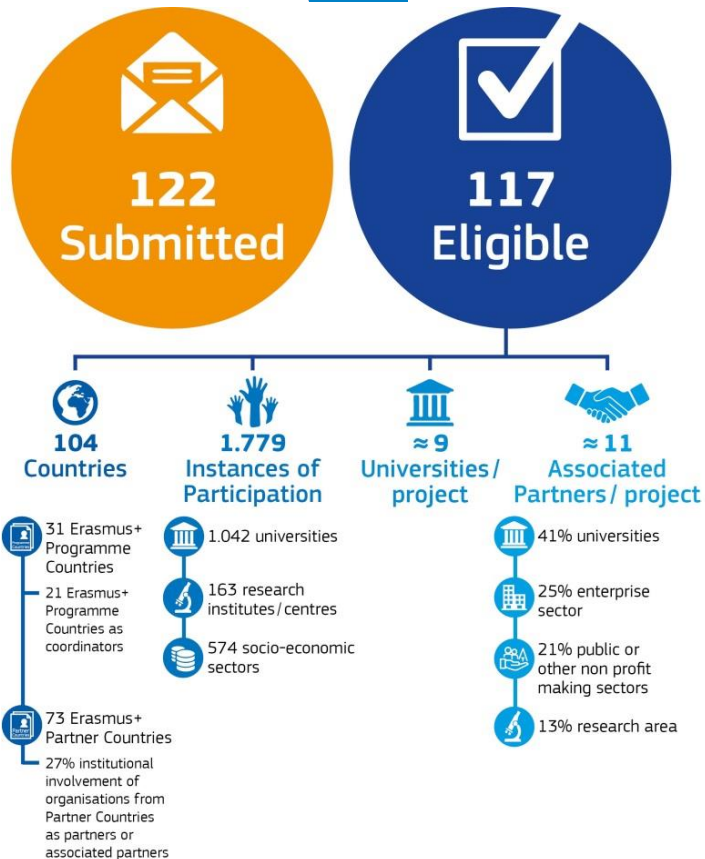 122
Submitted
117
Eligible
104
Countries
31 Erasmus+
Programme
Countries
21 Erasmus+
Programme
Countries as
coordinators
73 Erasmus+
Partner Countries
27% institutional
involvement of
organisations from
Partner Countries
as partners or
associated partners
1.779
Instances of
Participation
1.042 universities
163 research
institutes/centres
574 socio-economic
sectors
≈ 9
Universities/
project
≈ 11
Associated
Partners/ project
41% universities
25% enterprise
sector
21% public or
other non profit
making sectors
13% research area